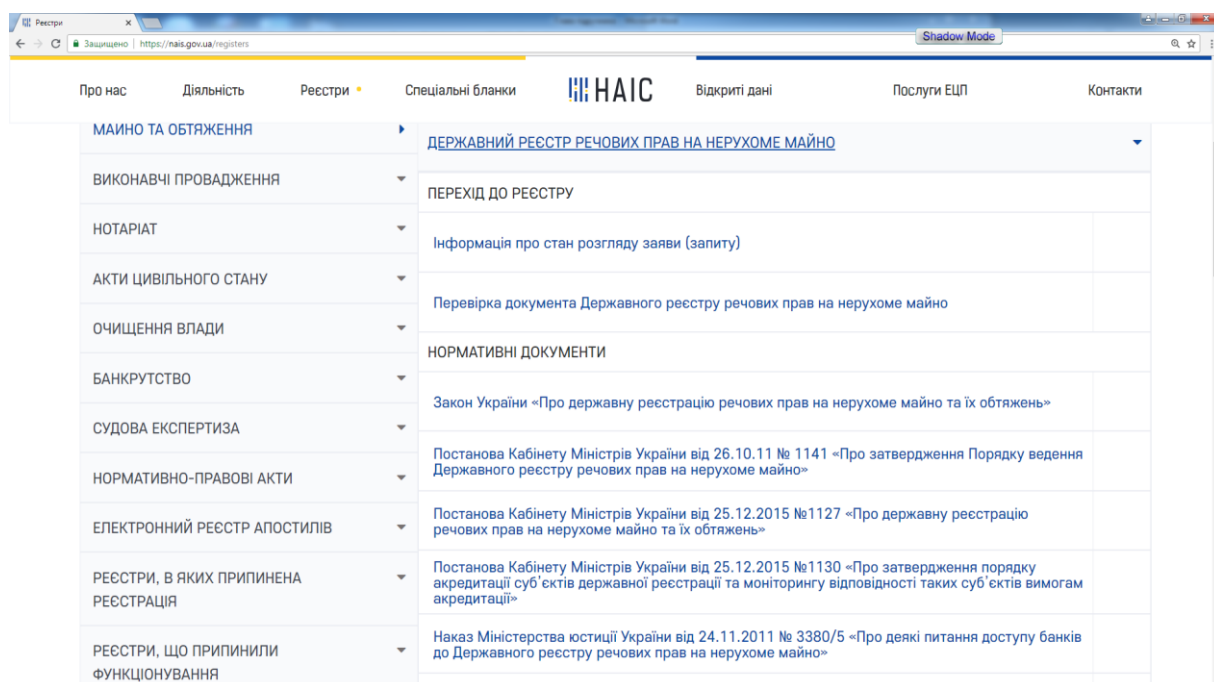 Реестри
Shadow Mode
Защищено | https://nais.gov.ua/registers
Про нас
Діяльність
Реєстри
Спеціальні бланки
НАІС
Відкриті дані
Послуги ЕЦП
Контакти
МАЙНО ТА ОБТЯЖЕННЯ
ВИКОНАВЧІ ПРОВАДЖЕННЯ
НОТАРІАТ
АКТИ ЦИВІЛЬНОГО СТАНУ
ОЧИЩЕННЯ ВЛАДИ
БАНКРУТСТВО
СУДОВА ЕКСПЕРТИЗА
НОРМАТИВНО-ПРАВОВІ АКТИ
ЕЛЕКТРОННИЙ РЕЄСТР АПОСТИЛІВ
РЕЄСТРИ, В ЯКИХ ПРИПИНЕНА
РЕЄСТРАЦІЯ
РЕЄСТРИ, ЩО ПРИПИНИЛИ
ФУНКЦІОНУВАННЯ
ДЕРЖАВНИЙ РЕЄСТР РЕЧОВИХ ПРАВ НА НЕРУХОМЕ МАЙНО
ПЕРЕХІД ДО РЕЄСТРУ
Інформація про стан розгляду заяви (запиту)
Перевірка документа Державного реєстру речових прав на нерухоме майно
НОРМАТИВНІ ДОКУМЕНТИ
Закон України «Про державну реєстрацію речових прав на нерухоме майно та їх обтяжень»
Постанова Кабінету Міністрів України від 26.10.11 № 1141 «Про затвердження Порядку ведення
Державного реєстру речових прав на нерухоме майно»
Постанова Кабінету Міністрів України від 25.12.2015 №1127 «Про державну реєстрацію
речових прав на нерухоме майно та їх обтяжень»
Постанова Кабінету Міністрів України від 25.12.2015 №1130 «Про затвердження порядку
акредитації суб'єктів державної реєстрації та моніторингу відповідності таких суб'єктів вимогам
акредитації»
Наказ Міністерства юстиції України від 24.11.2011 № 3380/5 «Про деякі питання доступу банків
до Державного реєстру речових прав на нерухоме майно»